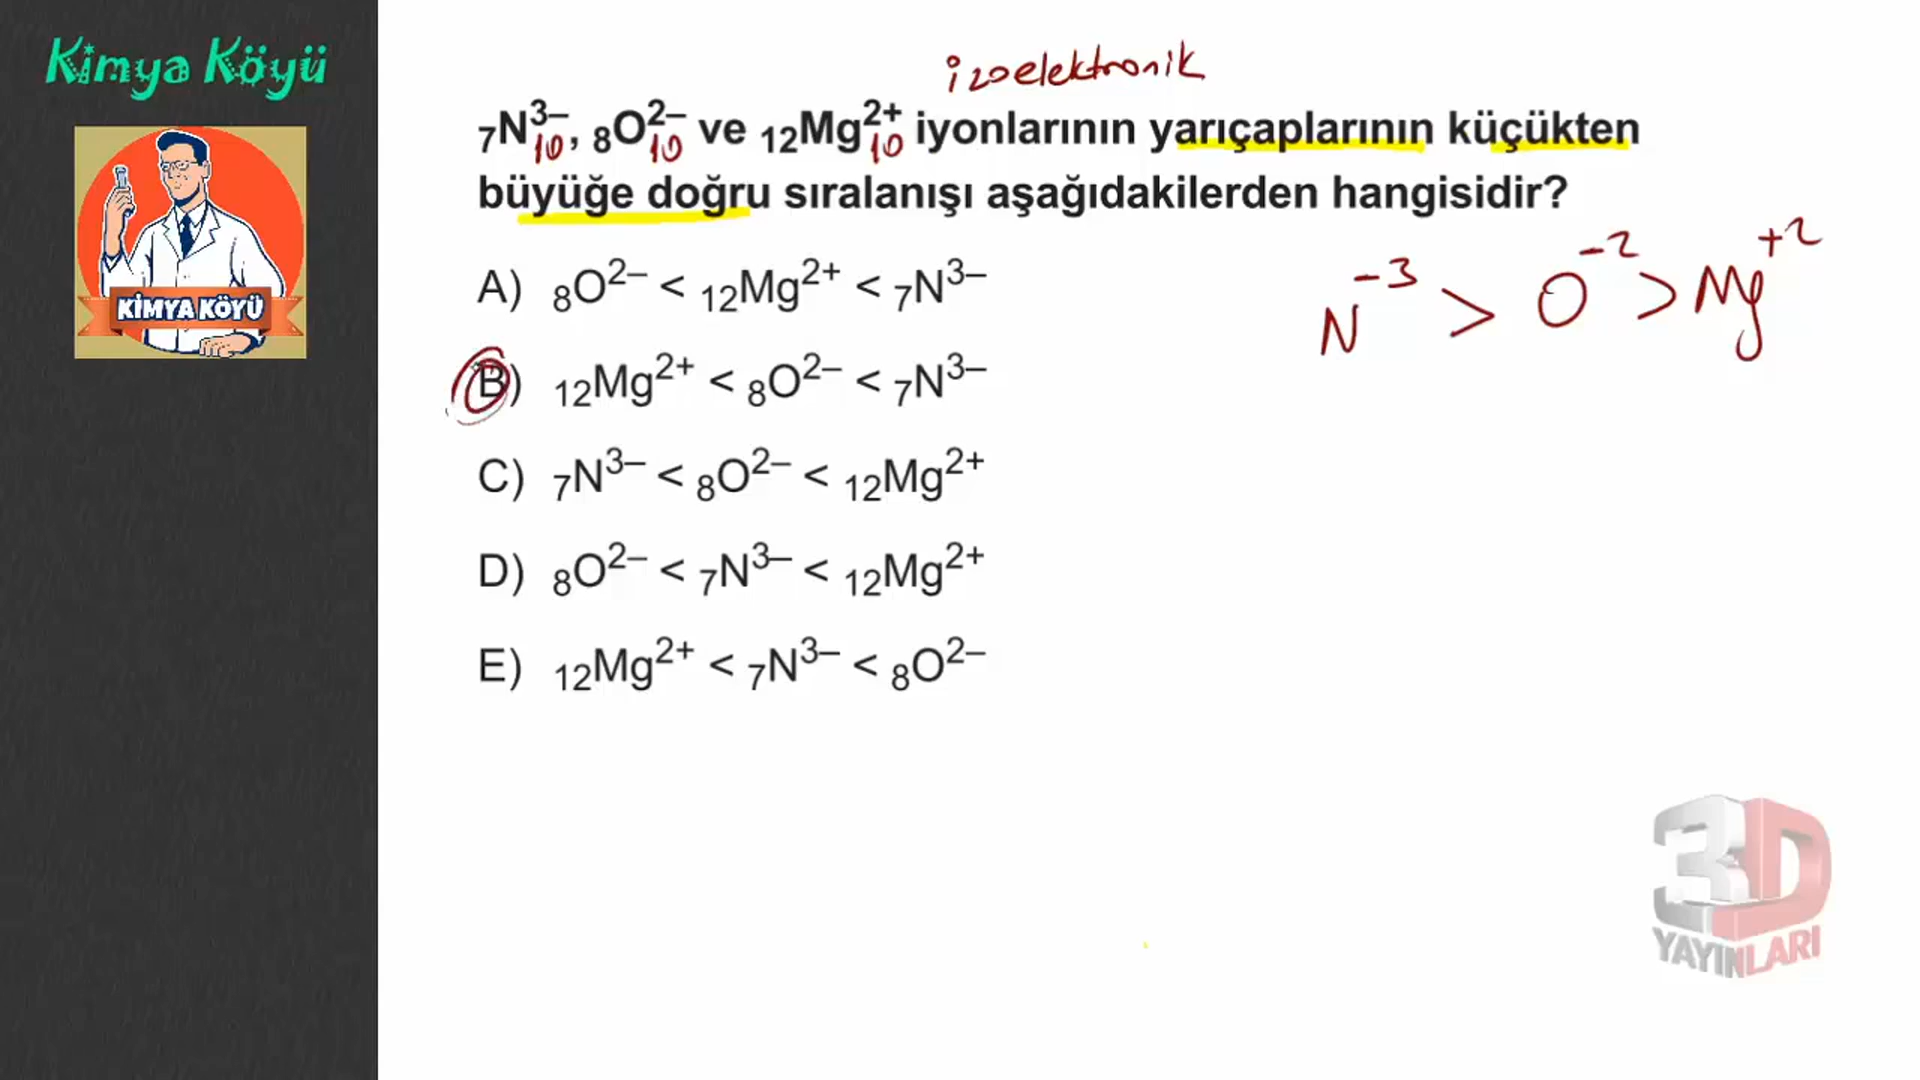 Kimya Köyü
KİMYA KÖYÜ
izoelektronik
₇N³⁻, ₈O²⁻ ve ₁₂Mg²⁺ iyonlarının yarıçaplarının küçükten
10 10 10
büyüğe doğru sıralanışı aşağıdakilerden hangisidir?
N⁻³ > O⁻² > Mg⁺²
A) ₈O²⁻ < ₁₂Mg²⁺ < ₇N³⁻
B) ₁₂Mg²⁺ < ₈O²⁻ < ₇N³⁻
C) ₇N³⁻ < ₈O²⁻ < ₁₂Mg²⁺
D) ₈O²⁻ < ₇N³⁻ < ₁₂Mg²⁺
E) ₁₂Mg²⁺ < ₇N³⁻ < ₈O²⁻
3D
YAYINLARI